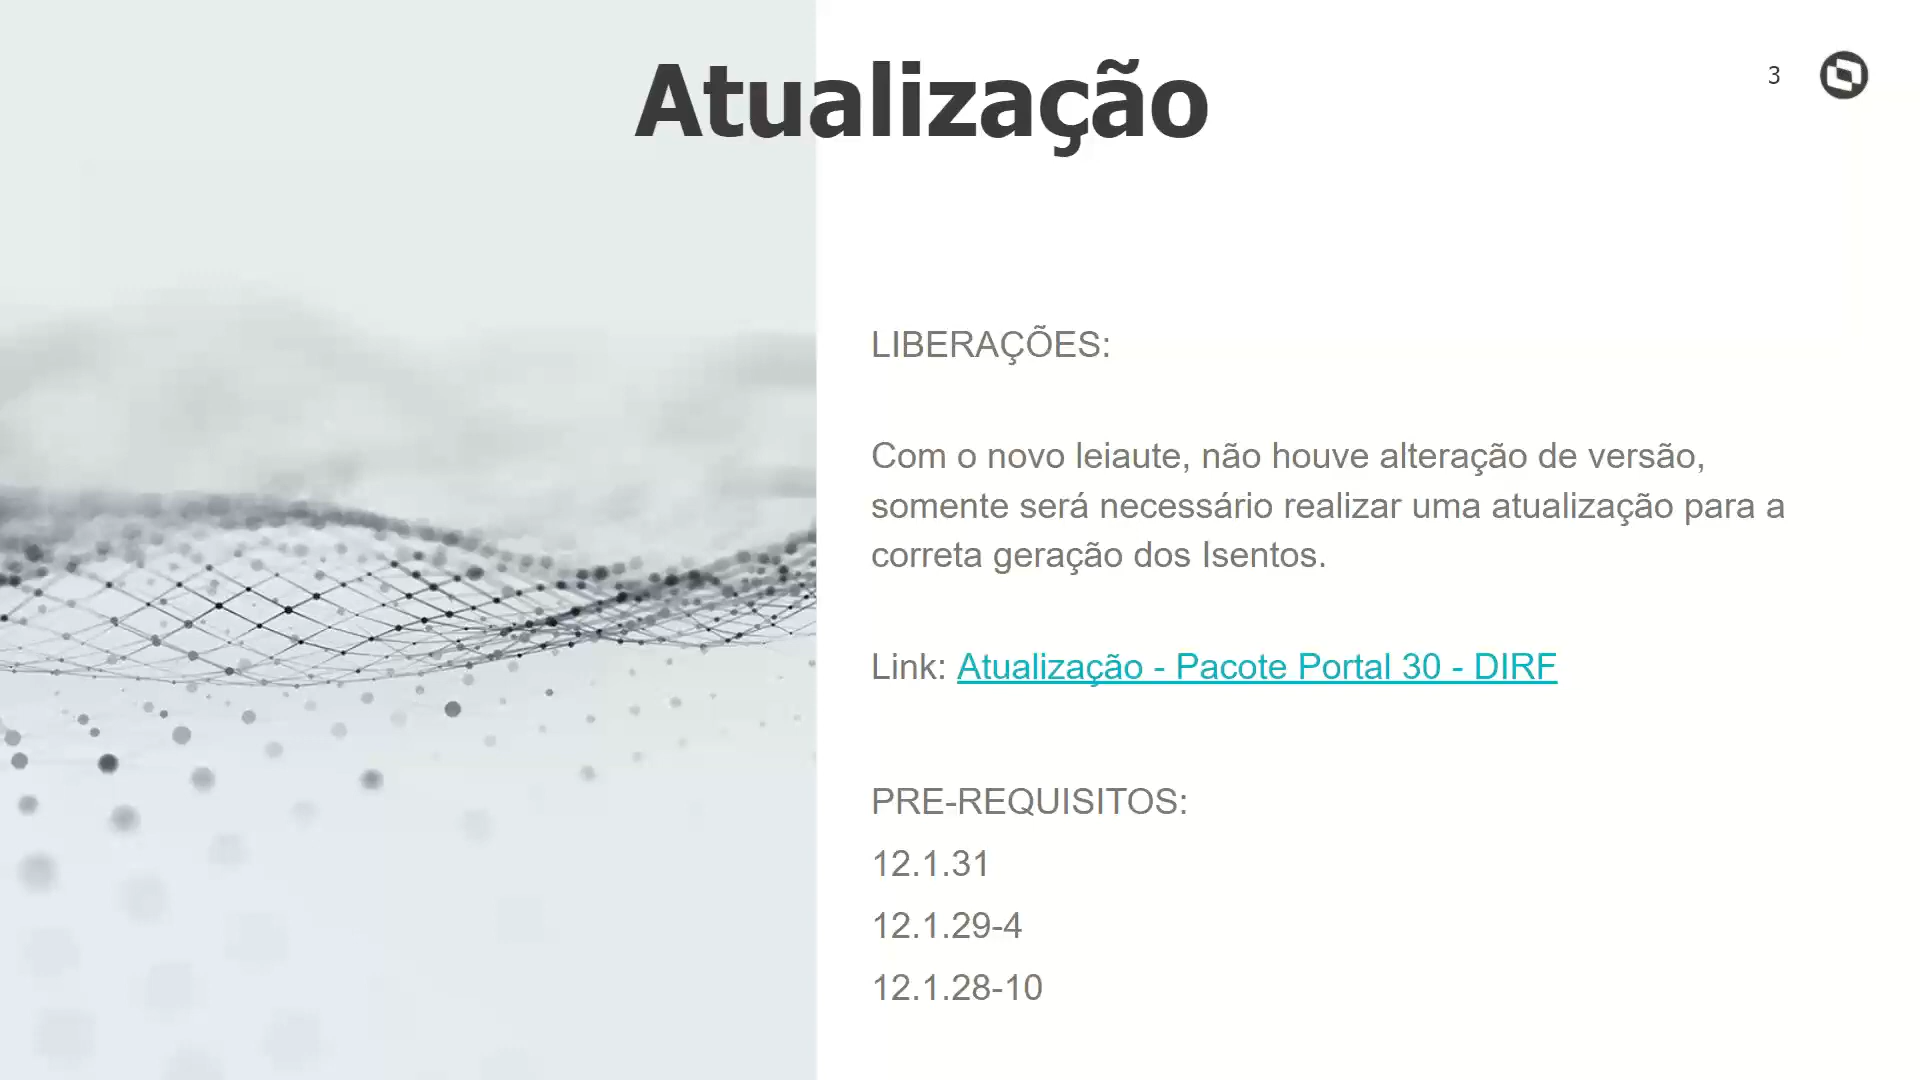 Atualização
3
LIBERAÇÕES:
Com o novo leiaute, não houve alteração de versão,
somente será necessário realizar uma atualização para a
correta geração dos Isentos.
Link: Atualização - Pacote Portal 30 - DIRF
PRE-REQUISITOS:
12.1.31
12.1.29-4
12.1.28-10